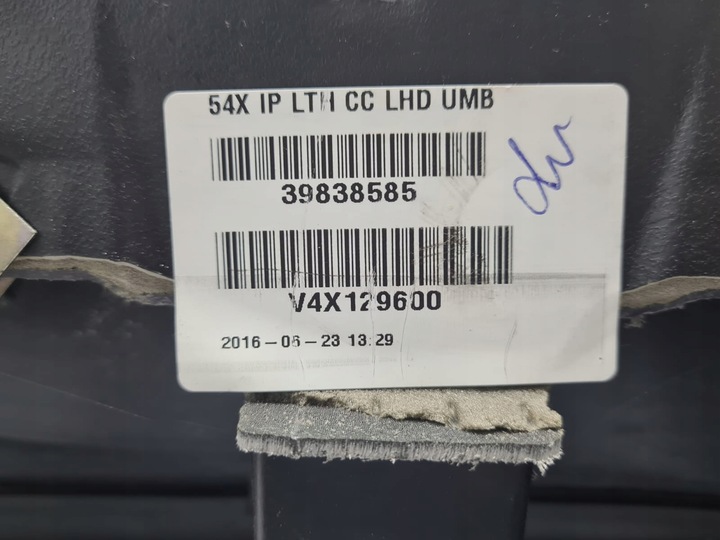 54X IP LTH CC LHD UMB
39838585
V4X129600
2016-06-23 13:29